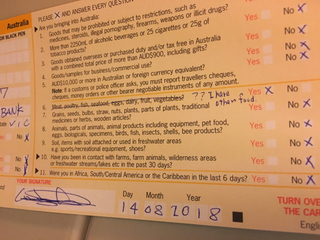 Australia
PLEASE X AND ANSWER EVERY QUESTION
Are you bringing into Australia:
1. Goods that may be prohibited or subject to restrictions, such as
medicines, steroids, illegal pornography, firearms, weapons or illicit drugs? Yes No X
2. More than 2250mL of alcoholic beverages or 25 cigarettes or 25g of
tobacco products? Yes No X
3. Goods obtained overseas or purchased duty and/or tax free in Australia
with a combined total price of more than AUD$900, including gifts? Yes No X
4. Goods/samples for business/commercial use? Yes No X
5. AUD$10,000 or more in Australian or foreign currency equivalent?
Note: If a customs or police officer asks, you must report travellers cheques,
cheques, money orders or other bearer negotiable instruments of any amount. Yes No X
6. Meat, poultry, fish, seafood, eggs, dairy, fruit, vegetables? ?? I have other food. Yes X No
7. Grains, seeds, bulbs, straw, nuts, plants, parts of plants, traditional
medicines or herbs, wooden articles? Yes No X
8. Animals, parts of animals, animal products including equipment, pet food,
eggs, biologicals, specimens, birds, fish, insects, shells, bee products? Yes No X
9. Soil, items with soil attached or used in freshwater areas
e.g. sports/recreational equipment, shoes? Yes No X
10. Have you been in contact with farms, farm animals, wilderness areas
or freshwater streams/lakes etc in the past 30 days? Yes No X
11. Were you in Africa, South/Central America or the Caribbean in the last 6 days? Yes No X
BANK
VIC
YOUR SIGNATURE
Day Month Year
14 08 2018
TURN OVER
THE CAR
English